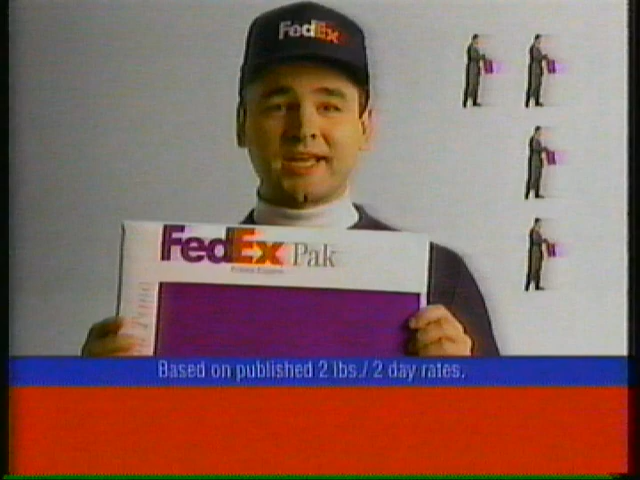 FedEx
FedEx Pak
Based on published 2 lbs./ 2 day rates.